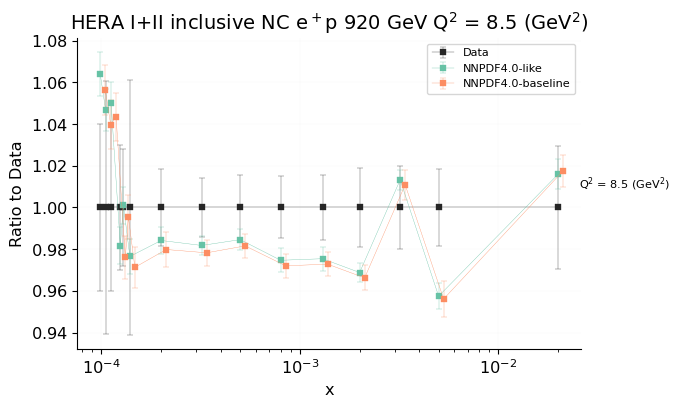 HERA I+II inclusive NC e⁺p 920 GeV Q² = 8.5 (GeV²)
1.08
1.06
1.04
1.02
1.00
0.98
0.96
0.94
Ratio to Data
Data
NNPDF4.0-like
NNPDF4.0-baseline
Q² = 8.5 (GeV²)
10⁻⁴
10⁻³
10⁻²
x